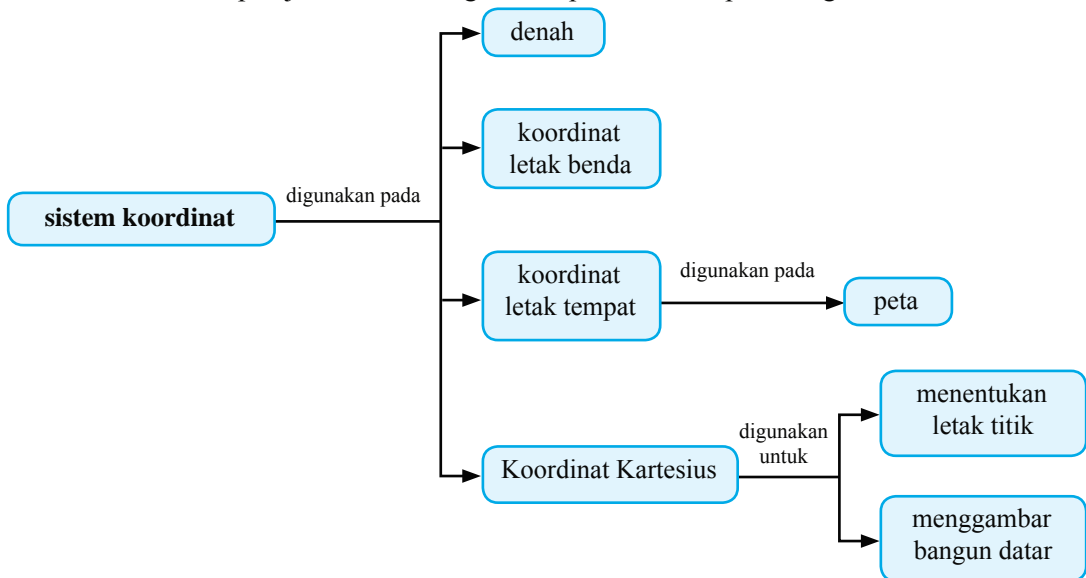 denah
koordinat
letak benda
sistem koordinat
digunakan pada
koordinat
letak tempat
digunakan pada
peta
Koordinat Kartesius
digunakan
untuk
menentukan
letak titik
menggambar
bangun datar